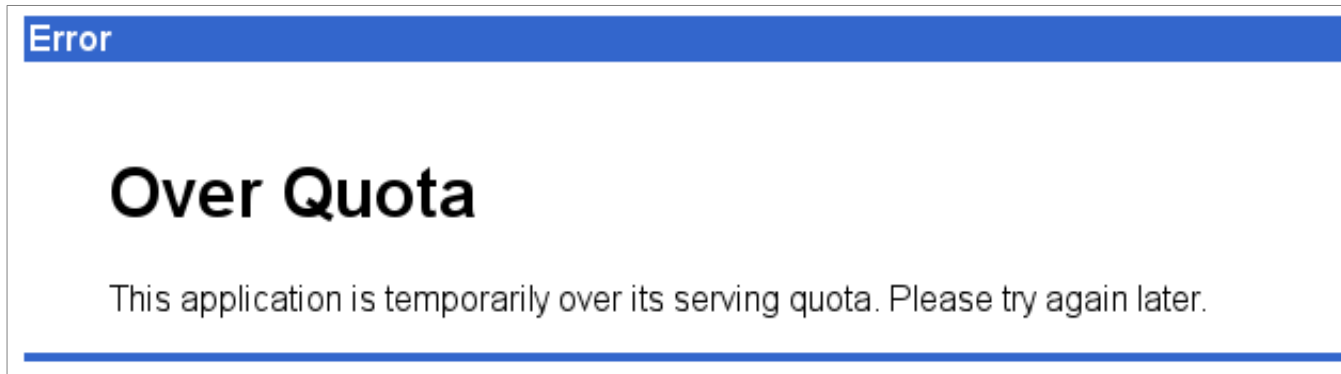 Error
Over Quota
This application is temporarily over its serving quota. Please try again later.